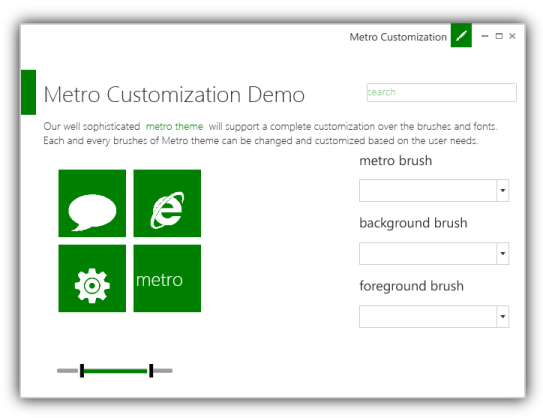 Metro Customization
Metro Customization Demo
search
Our well sophisticated metro theme will support a complete customization over the brushes and fonts.
Each and every brushes of Metro theme can be changed and customized based on the user needs.
metro brush
background brush
metro
foreground brush